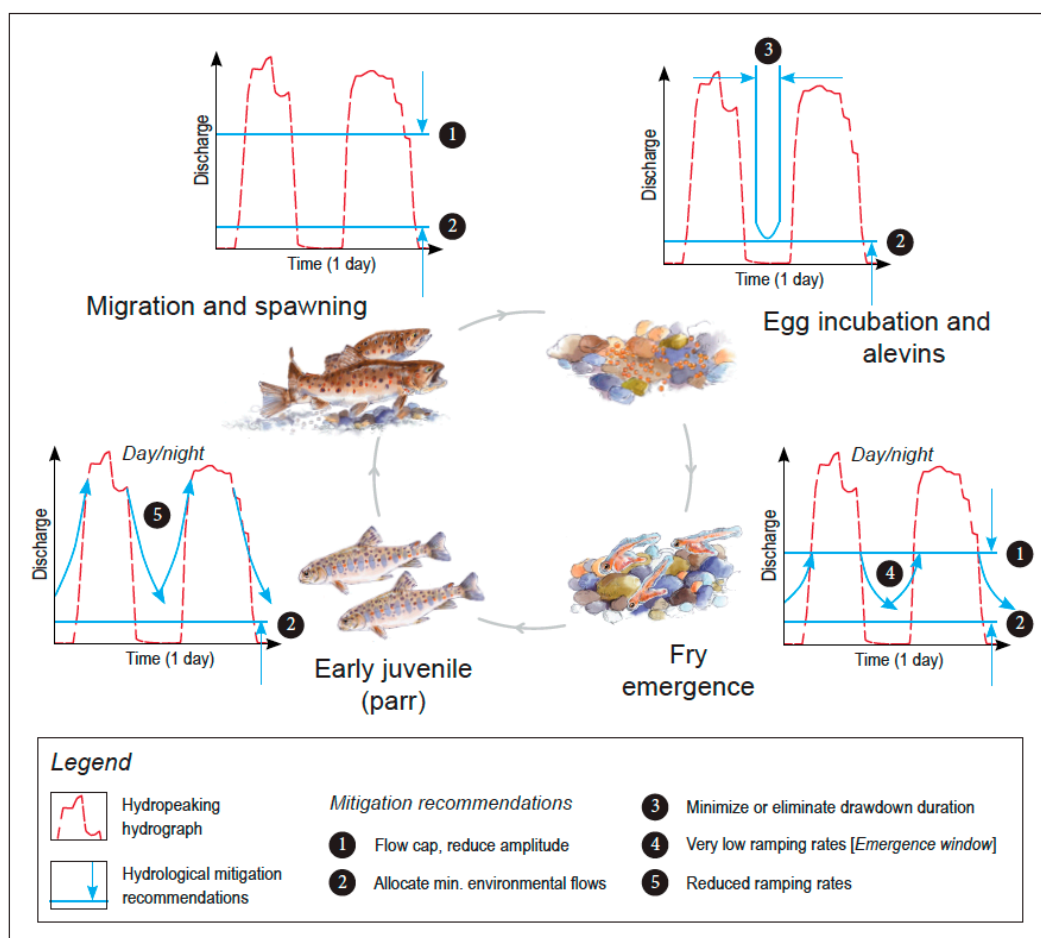 3
Discharge
1
2
Time (1 day)
Migration and spawning
Discharge
2
Time (1 day)
Egg incubation and
alevins
Day/night
Discharge
5
2
Time (1 day)
Early juvenile
(parr)
Day/night
Discharge
1
4
2
Time (1 day)
Fry
emergence
Legend
Hydropeaking
hydrograph
Hydrological mitigation
recommendations
Mitigation recommendations
1 Flow cap, reduce amplitude
2 Allocate min. environmental flows
3 Minimize or eliminate drawdown duration
4 Very low ramping rates [Emergence window]
5 Reduced ramping rates